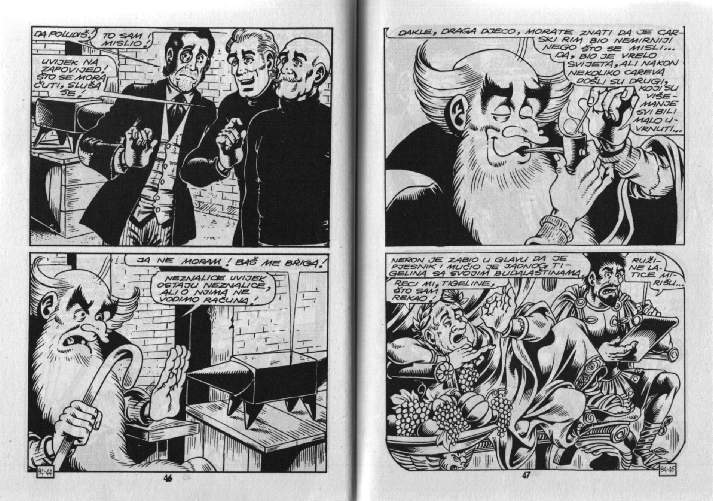 DA POLUDIŠ!
TO SAM I
MISLIO!
UVIJEK NA
ZAPOVIJED!
ŠTO SE MORA
ČUTI, SLUŠA
SE!
JA NE MORAM! BAŠ ME BRIGA!
NEZNALICE UVIJEK
OSTAJU NEZNALICE,
ALI O NJIMA NE
VODIMO RAČUNA!
46
DAKLE, DRAGA DJECO, MORATE ZNATI DA JE CAR-
SKI RIM BIO NEMIRNIJI
NEGO ŠTO SE MISLI...
DA, BIO JE VRELO
SVIJETA, ALI NAKON
NEKOLIKO CAREVA
DOŠLI SU DRUGI,
KOJI SU
VIŠE-
MANJE
SVI BILI
MALO U-
VRNUTI...
NERON JE ZABIO U GLAVU DA JE
PJESNIK I MUČIO JE JADNOG TI-
GELINA SA SVOJIM BUDALAŠTINAMA.
RECI MI, TIGELINE,
ŠTO SAM
REKAO!
RUŽI-
NE LA-
TICE MI-
RIŠU...
47